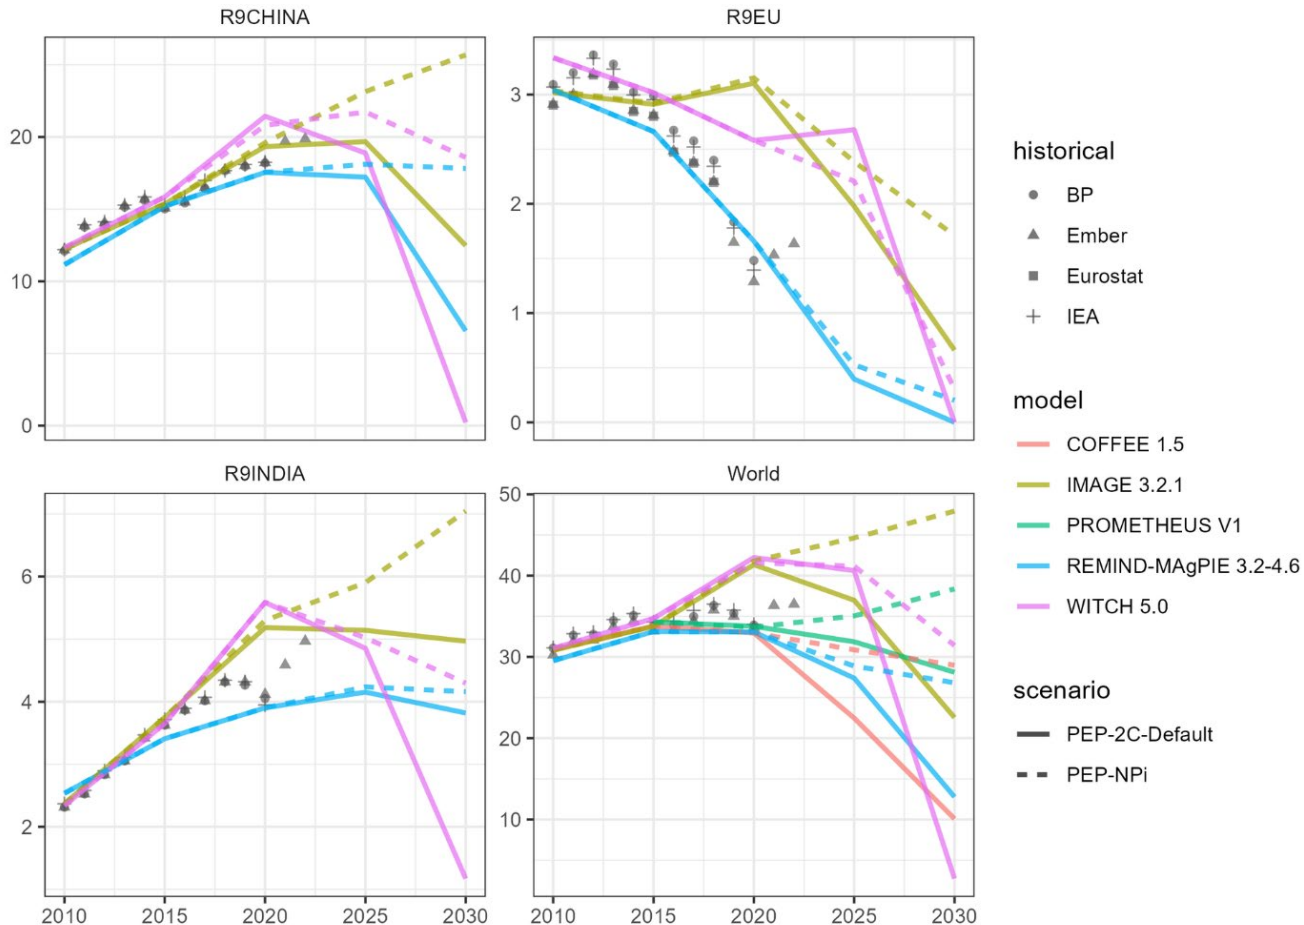 R9CHINA
R9EU
20
10
0
3
2
1
0
R9INDIA
World
6
4
2
50
40
30
20
10
2010 2015 2020 2025 2030
2010 2015 2020 2025 2030
historical
BP
Ember
Eurostat
IEA
model
COFFEE 1.5
IMAGE 3.2.1
PROMETHEUS V1
REMIND-MAgPIE 3.2-4.6
WITCH 5.0
scenario
PEP-2C-Default
PEP-NPi